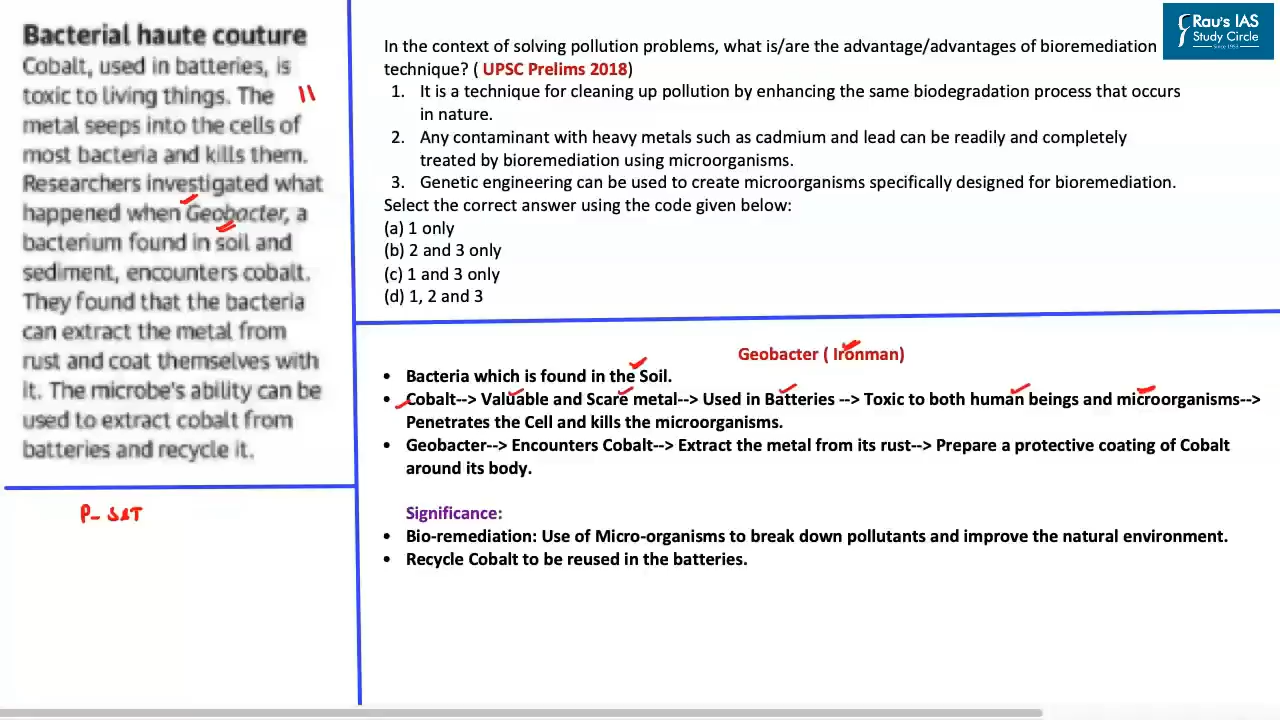 Bacterial haute couture
Cobalt, used in batteries, is
toxic to living things. The
metal seeps into the cells of
most bacteria and kills them.
Researchers investigated what
happened when Geobacter, a
bacterium found in soil and
sediment, encounters cobalt.
They found that the bacteria
can extract the metal from
rust and coat themselves with
it. The microbe's ability can be
used to extract cobalt from
batteries and recycle it.
P- S&T
Rau's IAS
Study Circle
Since 1953
In the context of solving pollution problems, what is/are the advantage/advantages of bioremediation
technique? ( UPSC Prelims 2018)
1. It is a technique for cleaning up pollution by enhancing the same biodegradation process that occurs
in nature.
2. Any contaminant with heavy metals such as cadmium and lead can be readily and completely
treated by bioremediation using microorganisms.
3. Genetic engineering can be used to create microorganisms specifically designed for bioremediation.
Select the correct answer using the code given below:
(a) 1 only
(b) 2 and 3 only
(c) 1 and 3 only
(d) 1, 2 and 3
Geobacter ( Ironman)
• Bacteria which is found in the Soil.
• Cobalt--> Valuable and Scare metal--> Used in Batteries --> Toxic to both human beings and microorganisms-->
Penetrates the Cell and kills the microorganisms.
• Geobacter--> Encounters Cobalt--> Extract the metal from its rust--> Prepare a protective coating of Cobalt
around its body.
Significance:
• Bio-remediation: Use of Micro-organisms to break down pollutants and improve the natural environment.
• Recycle Cobalt to be reused in the batteries.